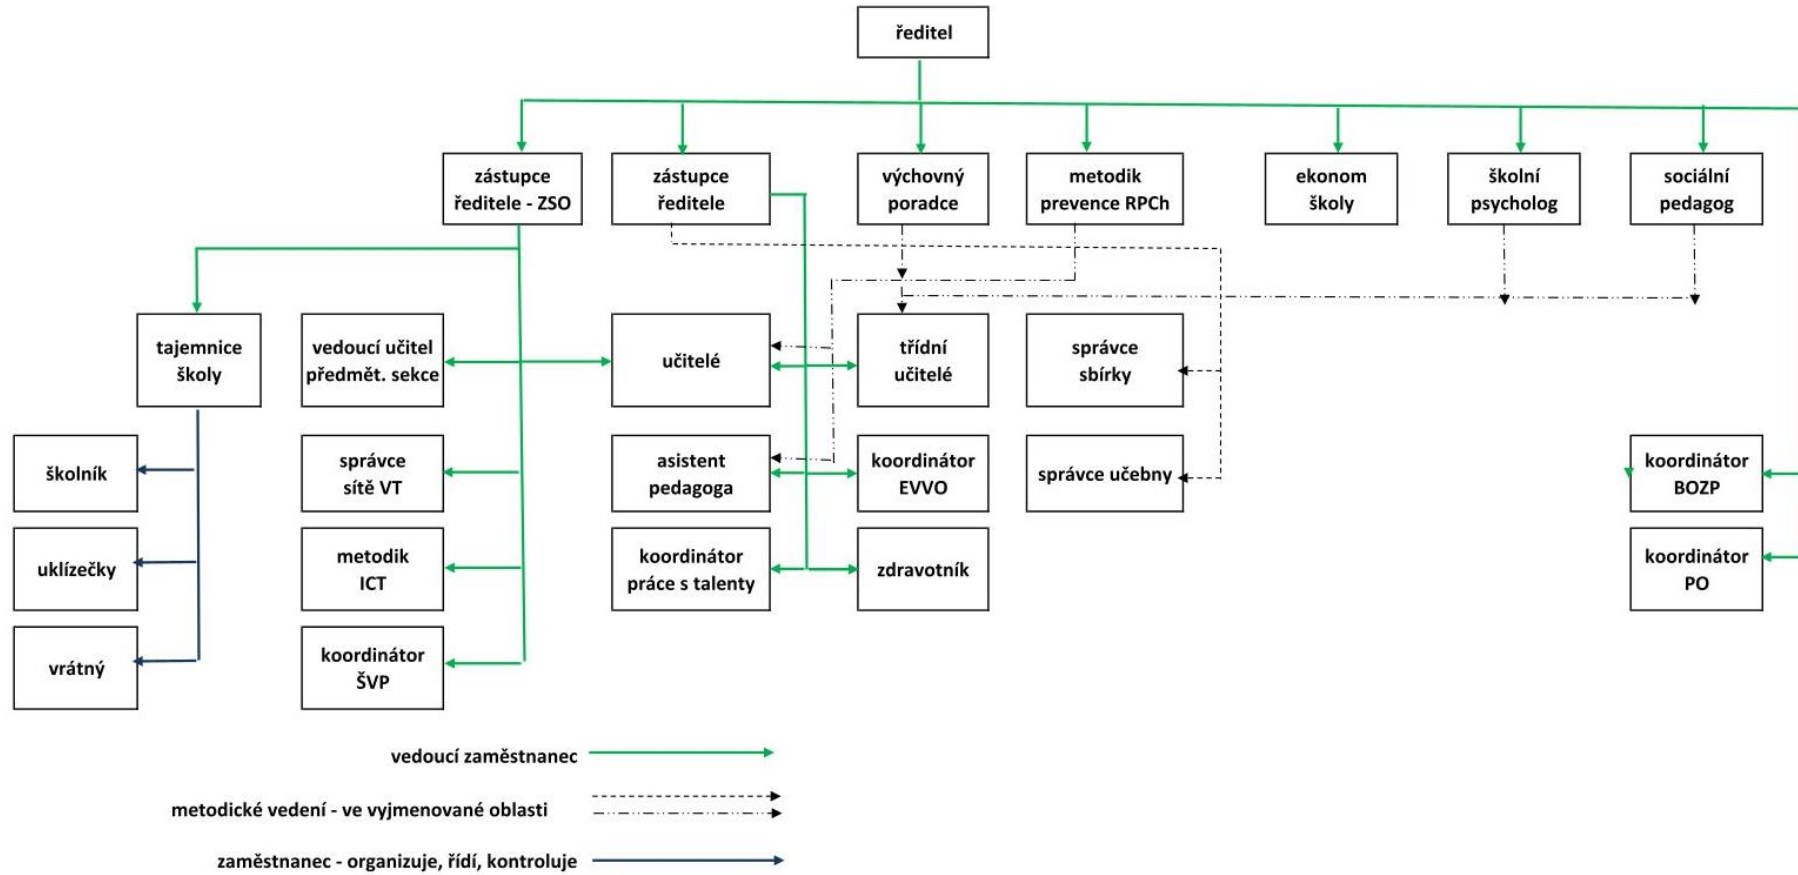 ředitel
zástupce
ředitele - ZSO
zástupce
ředitele
výchovný
poradce
metodik
prevence RPCh
ekonom
školy
školní
psycholog
sociální
pedagog
tajemnice
školy
vedoucí učitel
předmět. sekce
učitelé
třídní
učitelé
správce
sbírky
školník
správce
sítě VT
asistent
pedagoga
koordinátor
EVVO
správce učebny
koordinátor
BOZP
uklízečky
metodik
ICT
koordinátor
práce s talenty
zdravotník
koordinátor
PO
vrátný
koordinátor
ŠVP
vedoucí zaměstnanec
metodické vedení - ve vyjmenované oblasti
zaměstnanec - organizuje, řídí, kontroluje